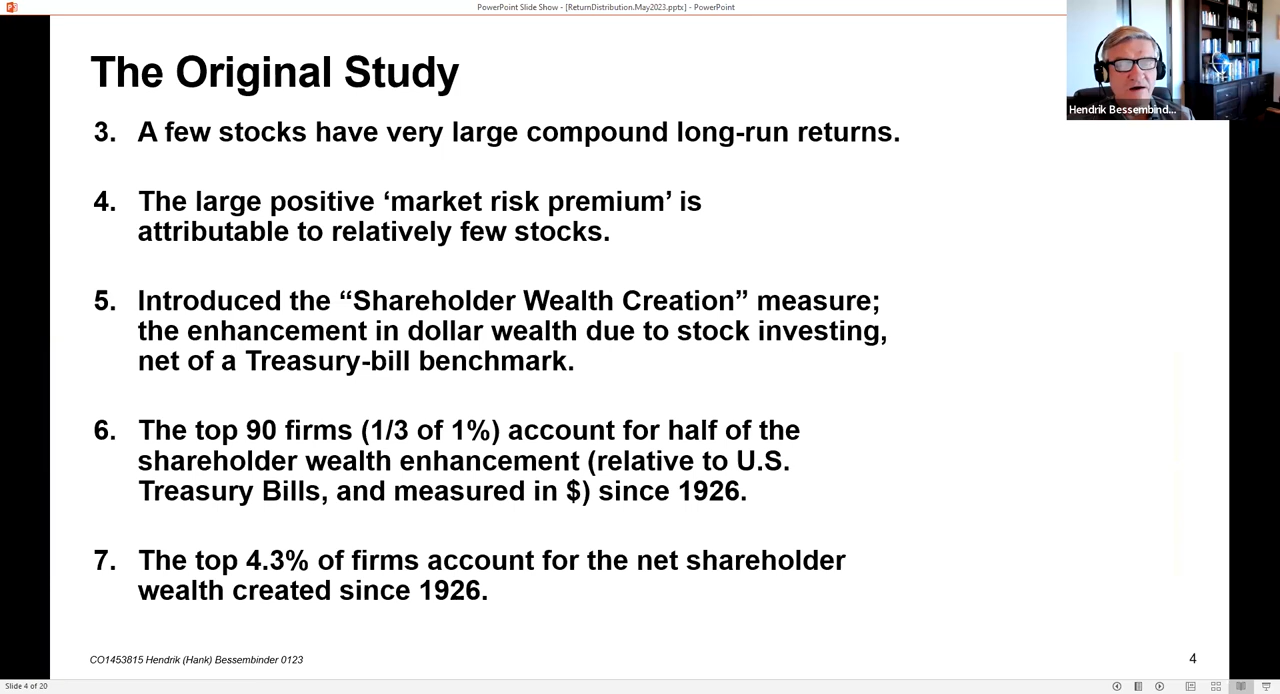 PowerPoint Slide Show - [ReturnDistribution.May2023.pptx] - PowerPoint
The Original Study
3. A few stocks have very large compound long-run returns.
4. The large positive ‘market risk premium’ is
attributable to relatively few stocks.
5. Introduced the “Shareholder Wealth Creation” measure;
the enhancement in dollar wealth due to stock investing,
net of a Treasury-bill benchmark.
6. The top 90 firms (1/3 of 1%) account for half of the
shareholder wealth enhancement (relative to U.S.
Treasury Bills, and measured in $) since 1926.
7. The top 4.3% of firms account for the net shareholder
wealth created since 1926.
Hendrik Bessembind...
CO1453815 Hendrik (Hank) Bessembinder 0123
4
Slide 4 of 20